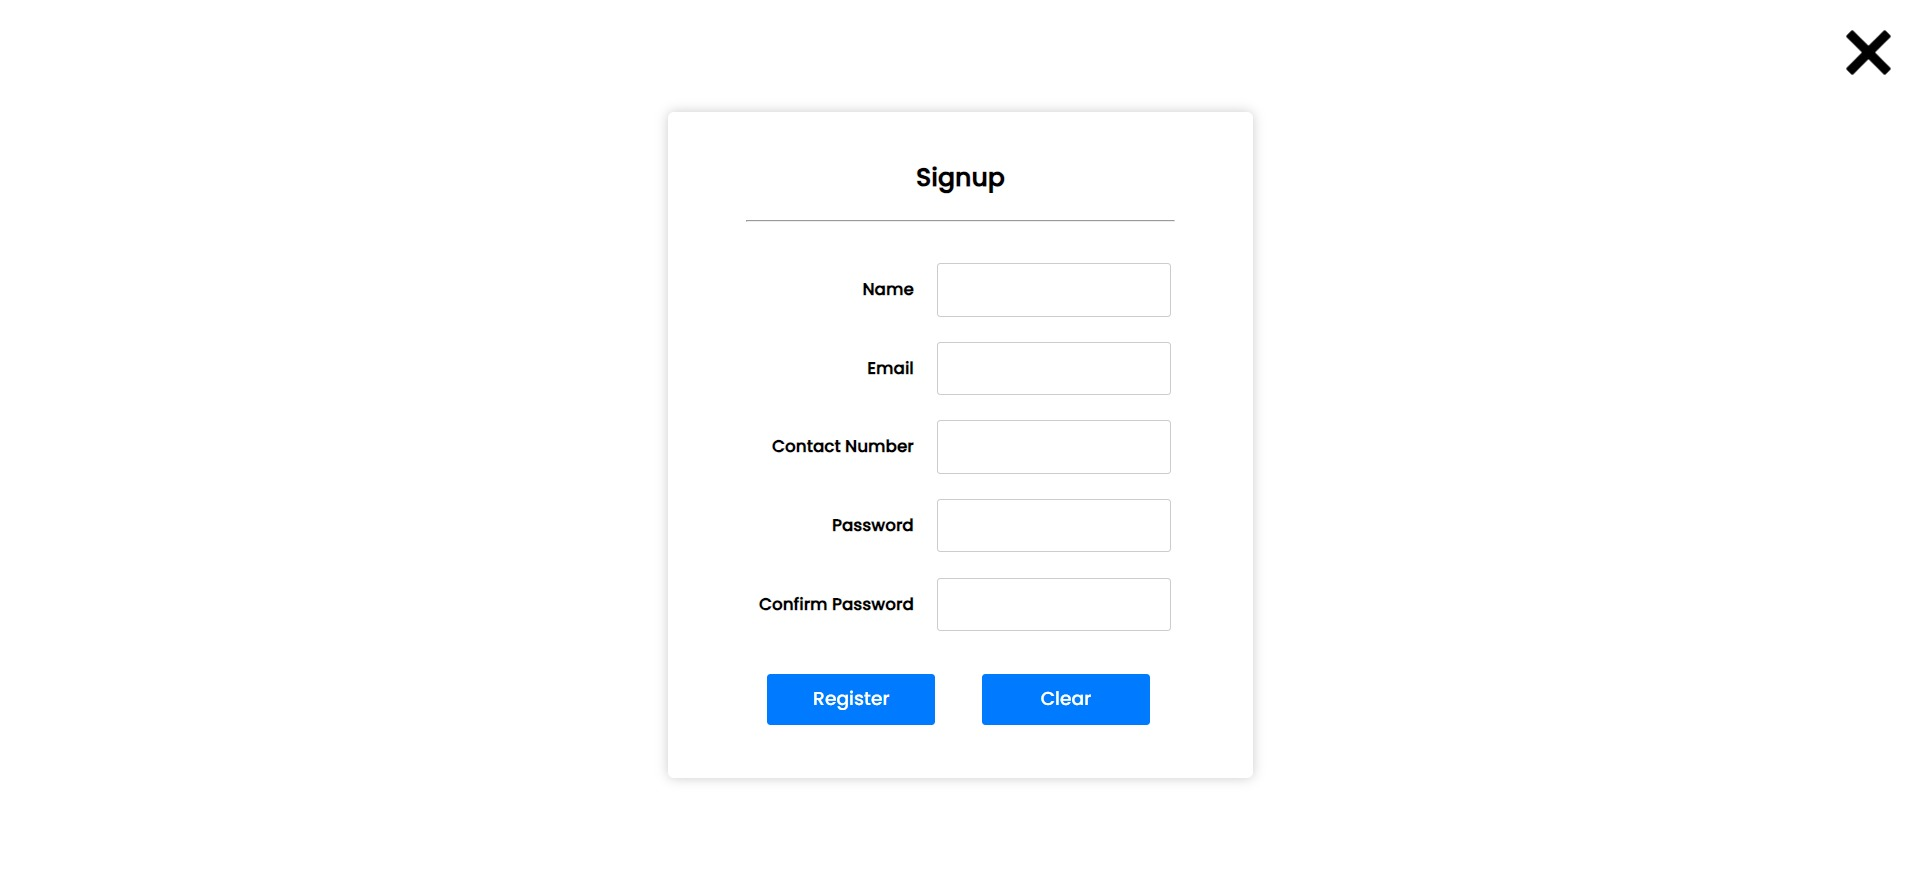 Signup
Name
Email
Contact Number
Password
Confirm Password
Register Clear